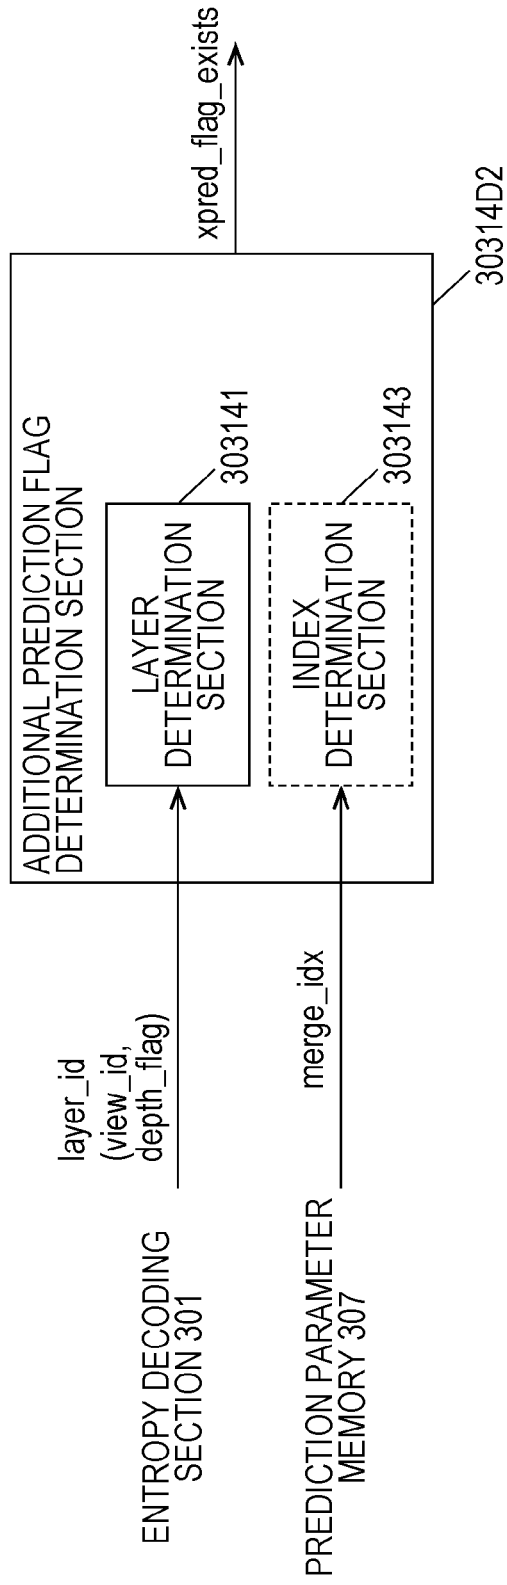 ENTROPY DECODING
SECTION 301
layer_id
(view_id,
depth_flag)
PREDICTION PARAMETER
MEMORY 307
merge_idx
ADDITIONAL PREDICTION FLAG
DETERMINATION SECTION
LAYER
DETERMINATION
SECTION
303141
INDEX
DETERMINATION
SECTION
303143
xpred_flag_exists
30314D2